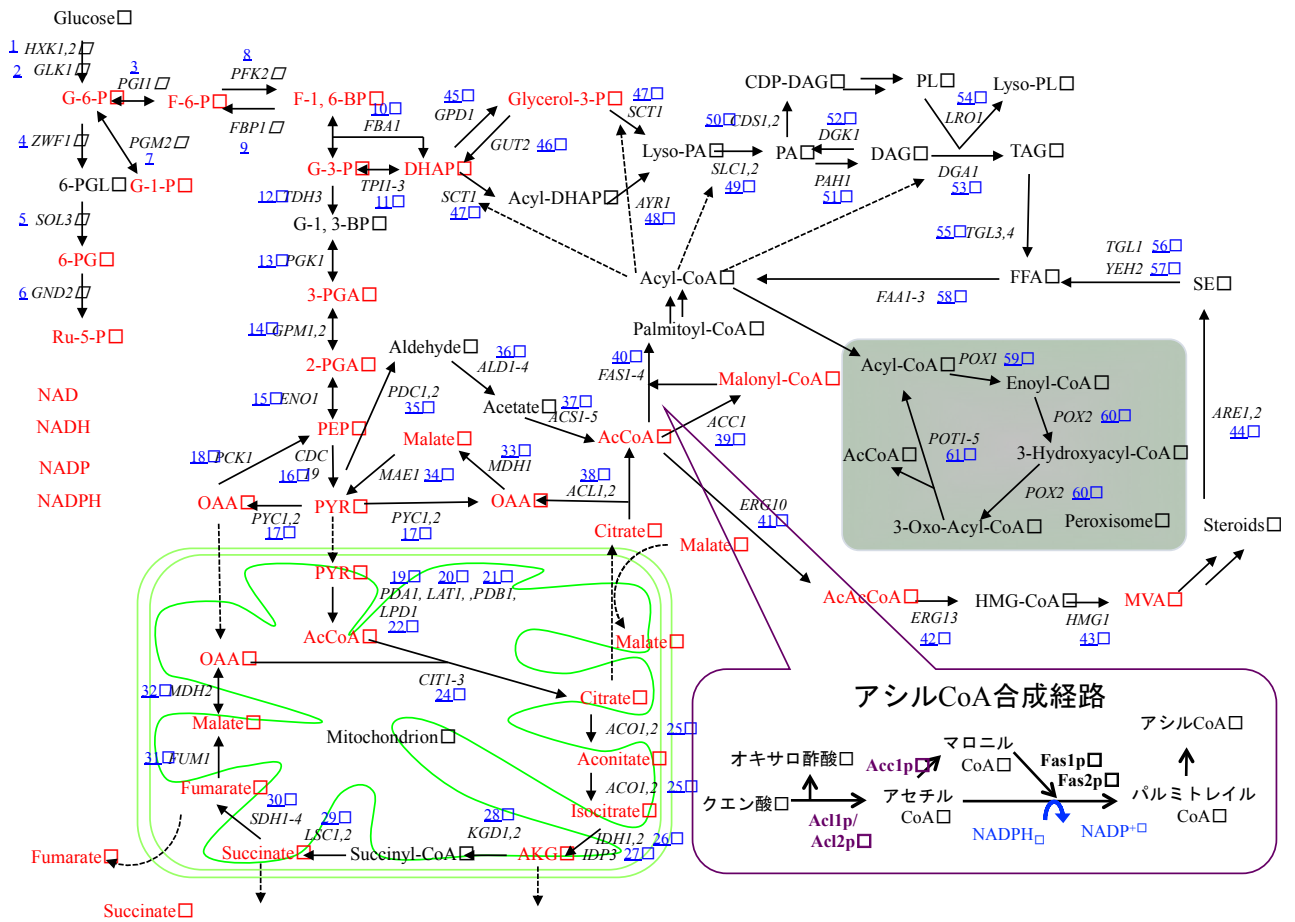 Glucose□
1 HXK1,2□
2 GLK1□
3
PGI1□
8
PFK2□
G-6-P□
F-6-P□
FBP1□
9
F-1, 6-BP□
10□
FBA1
4 ZWF1□
PGM2□
7
6-PGL□
G-1-P□
5 SOL3□
6-PG□
6 GND2□
Ru-5-P□
NAD
NADH
NADP
NADPH
G-3-P□
DHAP□
TPI1-3
11□
12□TDH3
G-1, 3-BP□
13□PGK1
3-PGA□
14□GPM1,2
2-PGA□
15□ENO1
PEP□
45□
GPD1
Glycerol-3-P□
GUT2
46□
47□
SCT1
SCT1
47□
Acyl-DHAP□
AYR1
48□
Lyso-PA□
50□CDS1,2
SLC1,2
49□
CDP-DAG□
PL□
Lyso-PL□
54□
LRO1
PA□
52□
DGK1
PAH1
51□
DAG□
DGA1
53□
TAG□
55□TGL3,4
FFA□
TGL1 56□
YEH2 57□
SE□
FAA1-3
58□
Acyl-CoA□
Palmitoyl-CoA□
40□
FAS1-4
Malonyl-CoA□
Aldehyde□
36□
ALD1-4
PDC1,2
35□
Acetate□
37□
ACS1-5
AcCoA□
ACC1
39□
Acyl-CoA□
POX1 59□
Enoyl-CoA□
POX2 60□
POT1-5
61□
AcCoA□
3-Hydroxyacyl-CoA□
POX2 60□
3-Oxo-Acyl-CoA□
Peroxisome□
ARE1,2
44□
Steroids□
18□PCK1
CDC
19
16□
Malate□
MAE1 34□
33□
MDH1
38□
ACL1,2
OAA□
PYR□
OAA□
PYC1,2
17□
PYC1,2
17□
Citrate□
Malate□
ERG10
41□
AcAcCoA□
ERG13
42□
HMG-CoA□
HMG1
43□
MVA□
PYR□
19□ 20□ 21□
PDA1, LAT1, ,PDB1,
LPD1
22□
AcCoA□
OAA□
Malate□
CIT1-3
24□
32□MDH2
Citrate□
Malate□
ACO1,2 25□
Mitochondrion□
31□FUM1
Aconitate□
ACO1,2 25□
Fumarate□
30□
SDH1-4
29□
LSC1,2
28□
KGD1,2
Isocitrate□
IDH1,2 26□
IDP3 27□
Fumarate□
Succinate□
Succinyl-CoA□
AKG□
Succinate□
アシルCoA合成経路
アシルCoA□
オキサロ酢酸□
Acc1p□
マロニル
CoA□
Fas1p□
Fas2p□
クエン酸□
アセチル
CoA□
パルミトレイル
CoA□
Acl1p/
Acl2p□
NADPH□
NADP+□